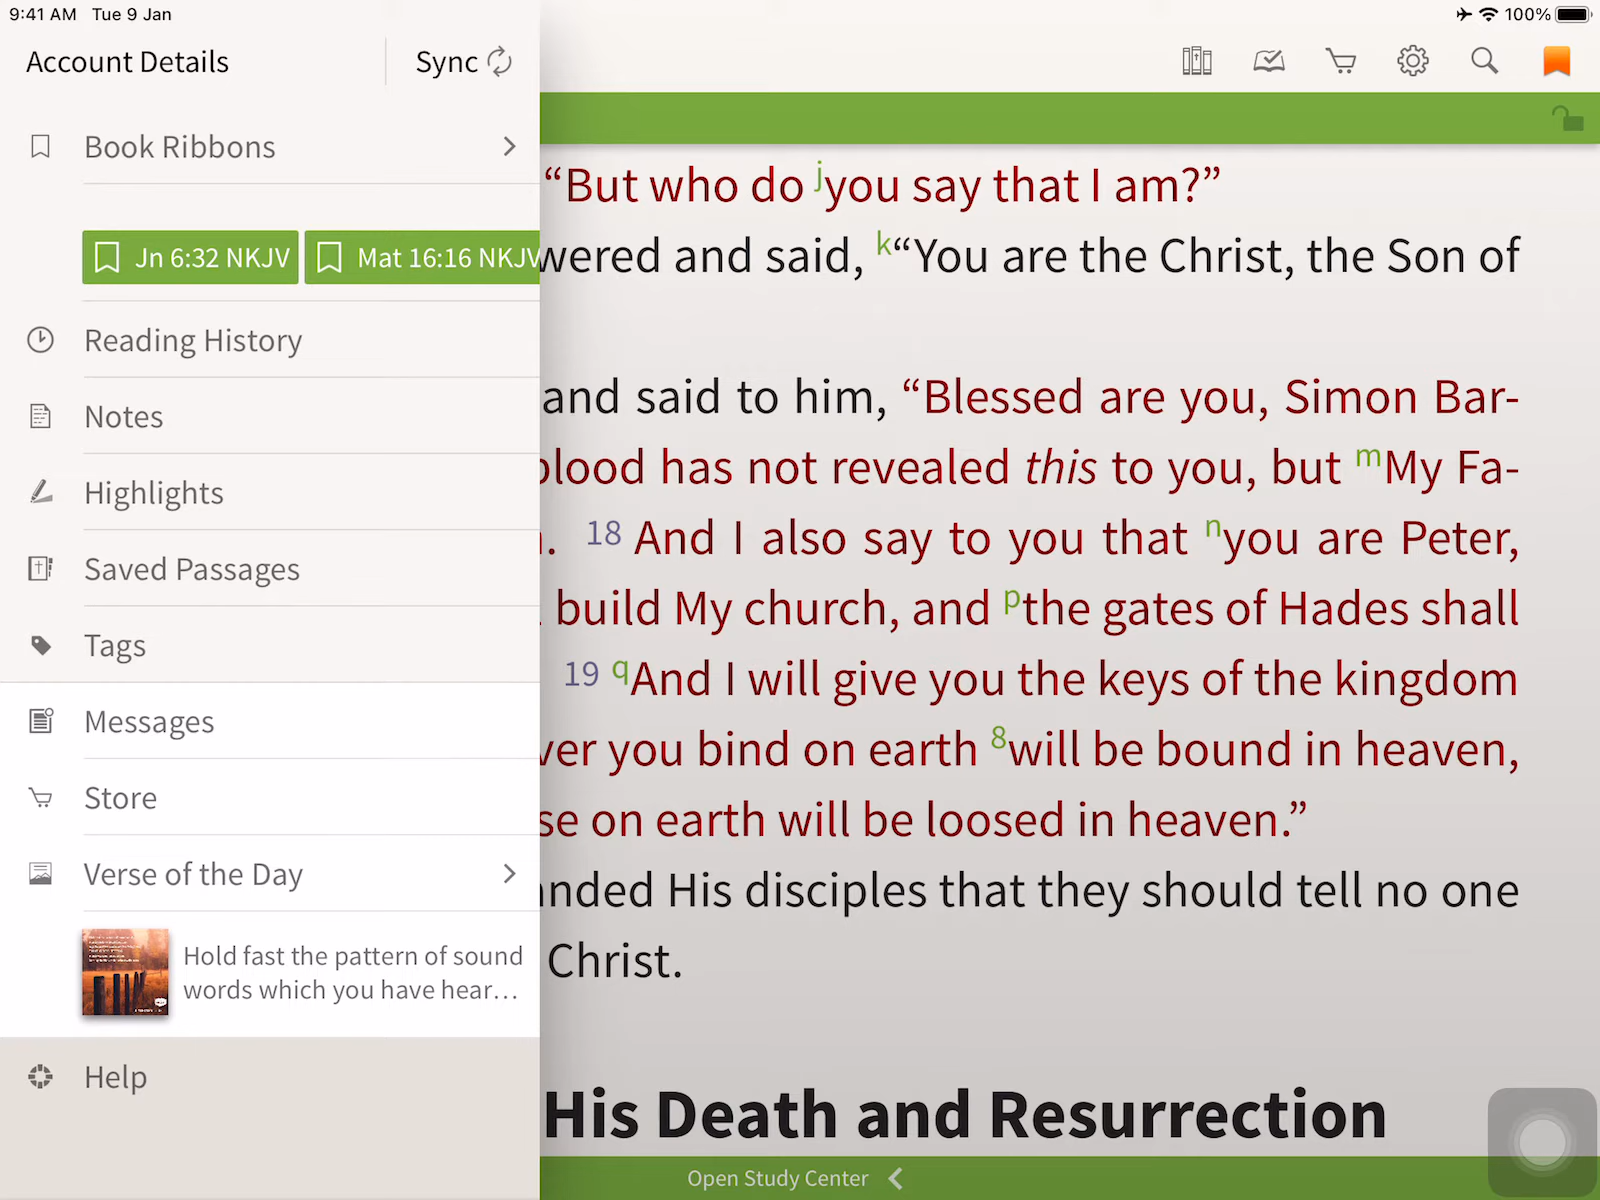 9:41 AM Tue 9 Jan
100%
Account Details
Sync
Book Ribbons
Jn 6:32 NKJV
Mat 16:16 NKJV
Reading History
Notes
Highlights
Saved Passages
Tags
Messages
Store
Verse of the Day
Hold fast the pattern of sound
words which you have hear…
Help
“But who do jyou say that I am?”
wered and said, k“You are the Christ, the Son of
and said to him, “Blessed are you, Simon Bar-
blood has not revealed this to you, but mMy Fa-
. 18 And I also say to you that nyou are Peter,
build My church, and pthe gates of Hades shall
19 qAnd I will give you the keys of the kingdom
ver you bind on earth 8will be bound in heaven,
se on earth will be loosed in heaven.”
anded His disciples that they should tell no one
Christ.
His Death and Resurrection
Open Study Center